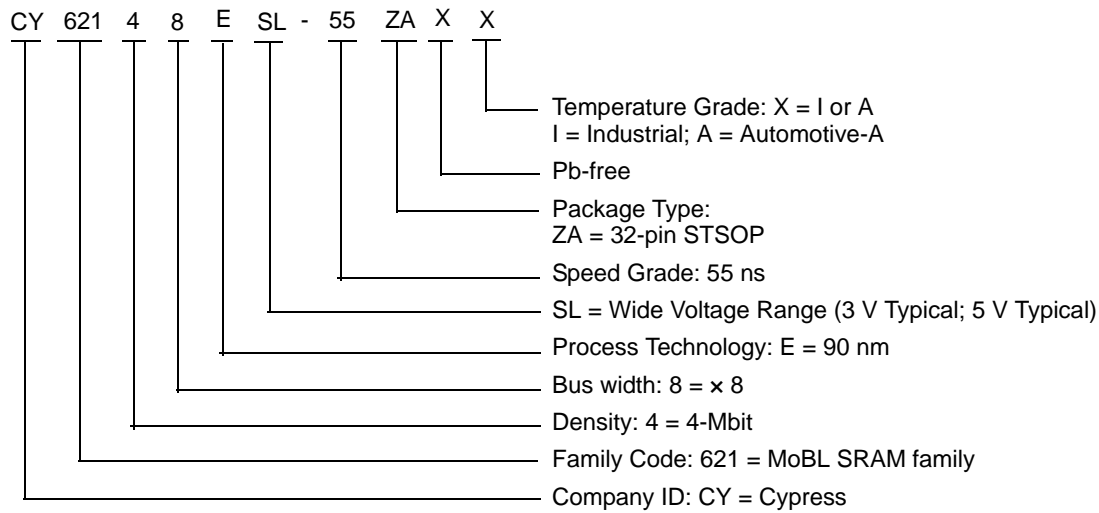 CY 621 4 8 E SL - 55 ZA X X
Temperature Grade: X = I or A
I = Industrial; A = Automotive-A
Pb-free
Package Type:
ZA = 32-pin STSOP
Speed Grade: 55 ns
SL = Wide Voltage Range (3 V Typical; 5 V Typical)
Process Technology: E = 90 nm
Bus width: 8 = × 8
Density: 4 = 4-Mbit
Family Code: 621 = MoBL SRAM family
Company ID: CY = Cypress